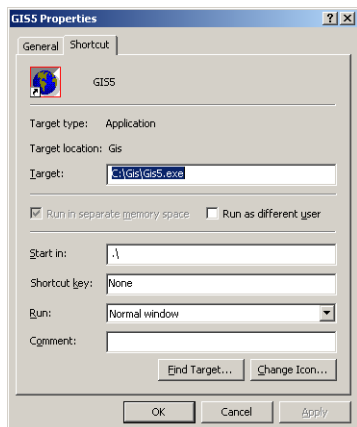 GIS5 Properties
General Shortcut
GIS5
Target type: Application
Target location: Gis
Target: C:\Gis\Gis5.exe
Run in separate memory space Run as different user
Start in: .\
Shortcut key: None
Run: Normal window
Comment:
Find Target... Change Icon...
OK Cancel Apply